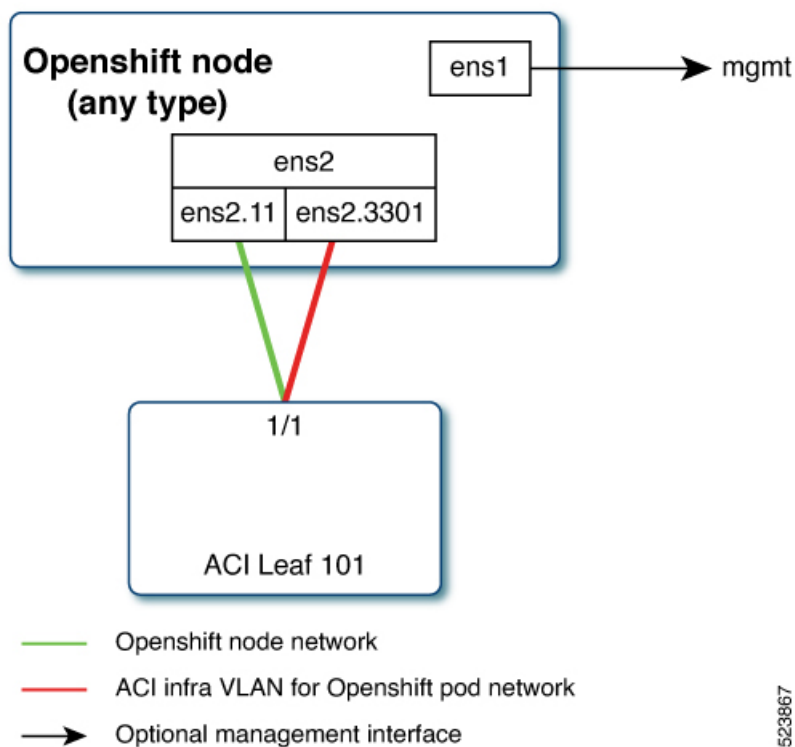 Openshift node
(any type)
ens1
mgmt
ens2
ens2.11
ens2.3301
1/1
ACI Leaf 101
Openshift node network
ACI infra VLAN for Openshift pod network
Optional management interface
523867